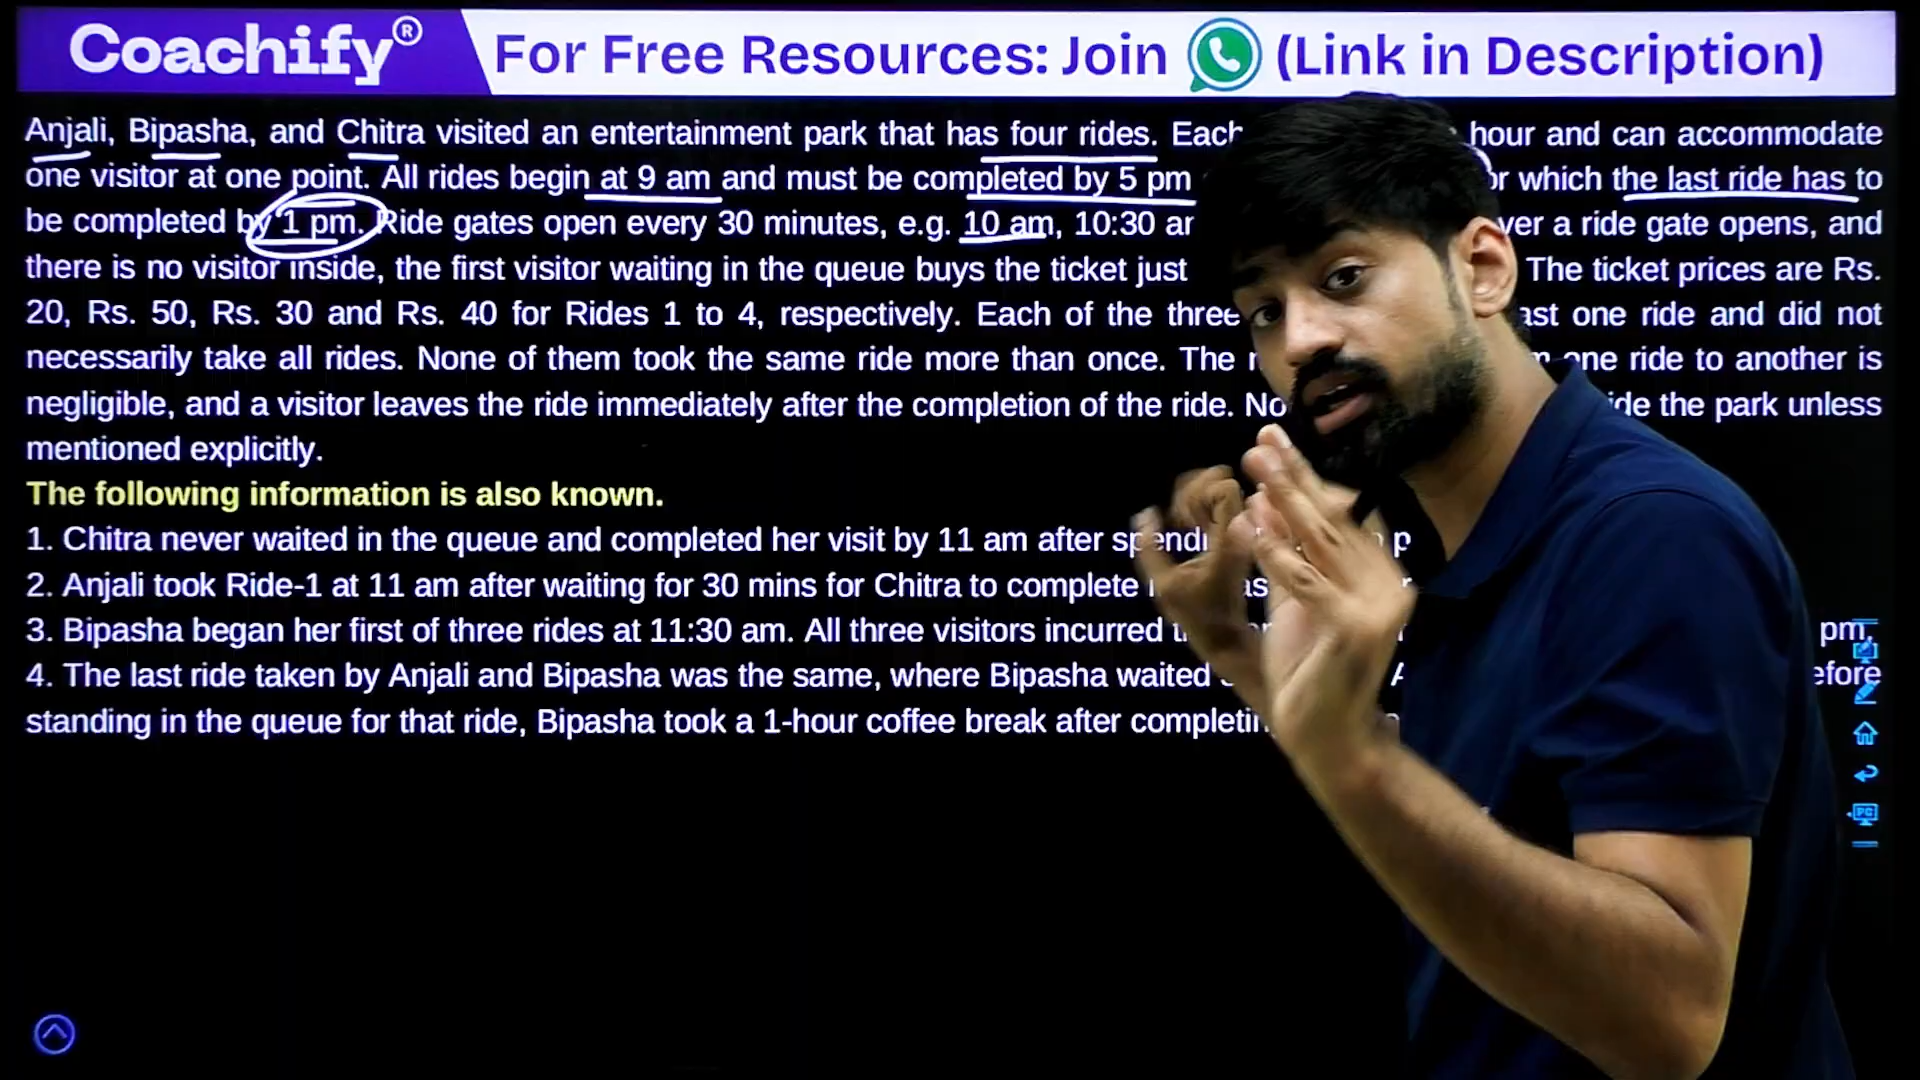 Coachify®
For Free Resources: Join (Link in Description)
Anjali, Bipasha, and Chitra visited an entertainment park that has four rides. Each hour and can accommodate
one visitor at one point. All rides begin at 9 am and must be completed by 5 pm or which the last ride has to
be completed by 1 pm. Ride gates open every 30 minutes, e.g. 10 am, 10:30 ver a ride gate opens, and
there is no visitor inside, the first visitor waiting in the queue buys the ticket just The ticket prices are Rs.
20, Rs. 50, Rs. 30 and Rs. 40 for Rides 1 to 4, respectively. Each of the three ast one ride and did not
necessarily take all rides. None of them took the same ride more than once. The one ride to another is
negligible, and a visitor leaves the ride immediately after the completion of the ride. No ide the park unless
mentioned explicitly.
The following information is also known.
1. Chitra never waited in the queue and completed her visit by 11 am after
2. Anjali took Ride-1 at 11 am after waiting for 30 mins for Chitra to complete
3. Bipasha began her first of three rides at 11:30 am. All three visitors incurred pm,
4. The last ride taken by Anjali and Bipasha was the same, where Bipasha waited efore
standing in the queue for that ride, Bipasha took a 1-hour coffee break after
PC